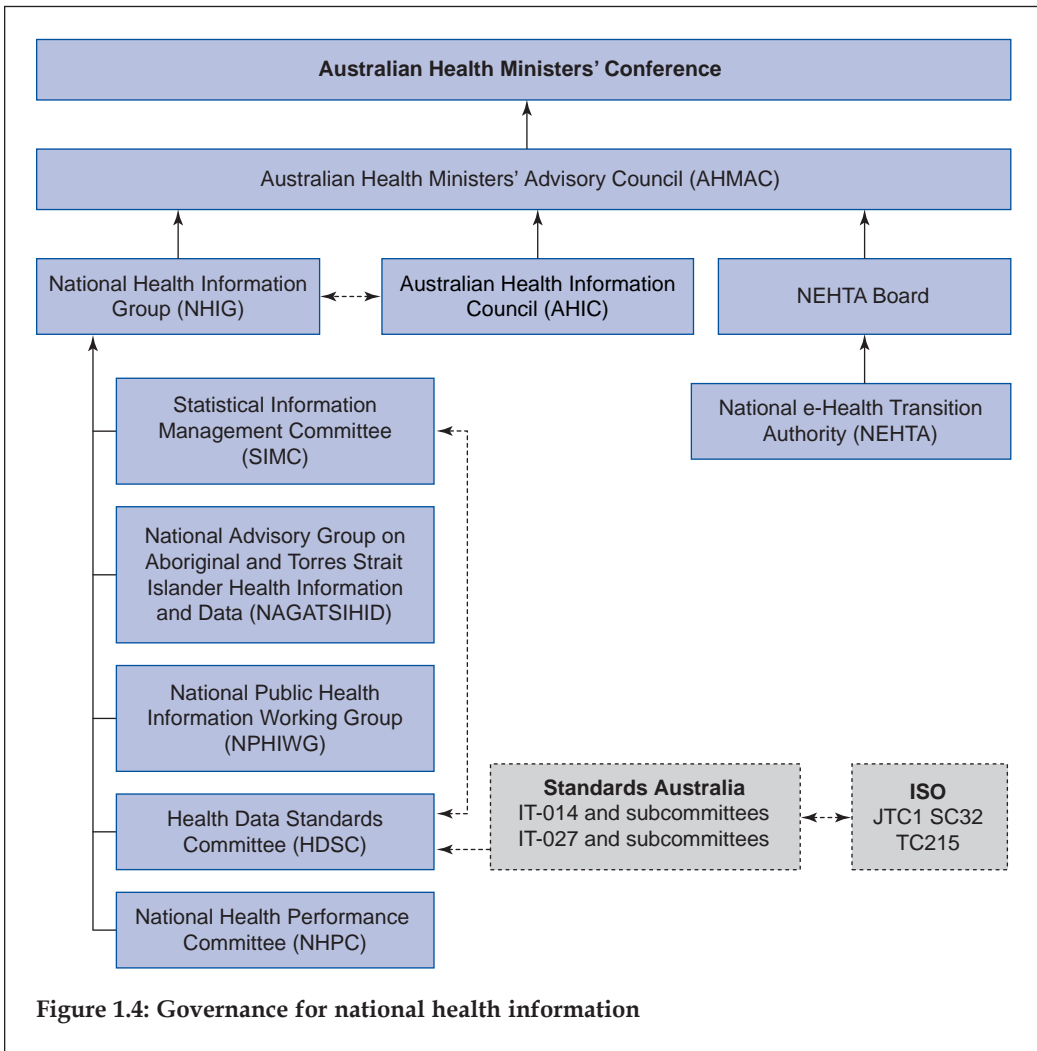 Australian Health Ministers' Conference
Australian Health Ministers' Advisory Council (AHMAC)
National Health Information
Group (NHIG)
Australian Health Information
Council (AHIC)
NEHTA Board
National e-Health Transition
Authority (NEHTA)
Statistical Information
Management Committee
(SIMC)
National Advisory Group on
Aboriginal and Torres Strait
Islander Health Information
and Data (NAGATSIHID)
National Public Health
Information Working Group
(NPHIWG)
Health Data Standards
Committee (HDSC)
Standards Australia
IT-014 and subcommittees
IT-027 and subcommittees
ISO
JTC1 SC32
TC215
National Health Performance
Committee (NHPC)
Figure 1.4: Governance for national health information